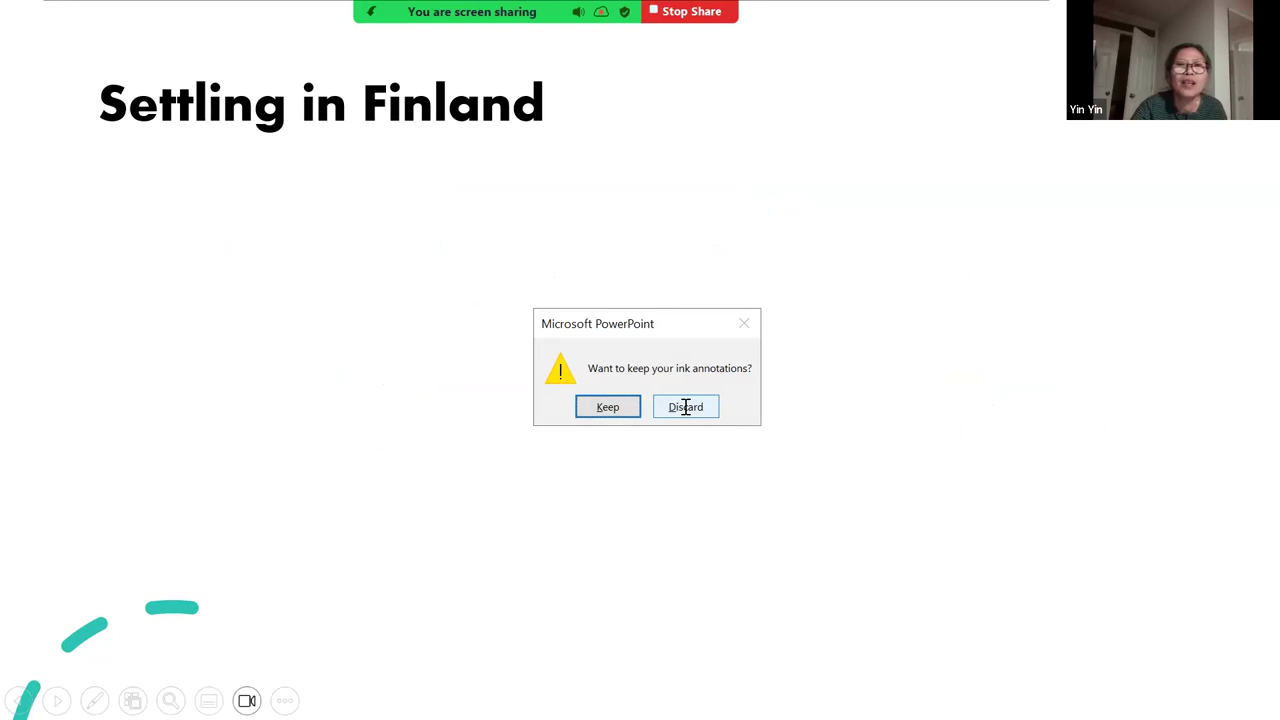 You are screen sharing
Stop Share
Yin Yin
Settling in Finland
Microsoft PowerPoint
Want to keep your ink annotations?
Keep
Discard